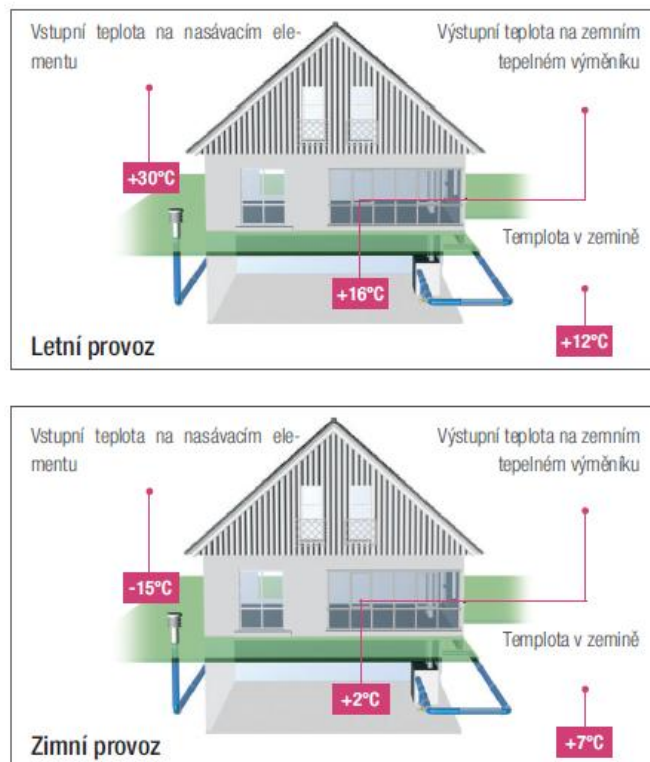 Vstupní teplota na nasávacím ele-
mentu
Výstupní teplota na zemním
tepelném výměníku
+30°C
Templota v zemině
+16°C
+12°C
Letní provoz
Vstupní teplota na nasávacím ele-
mentu
Výstupní teplota na zemním
tepelném výměníku
-15°C
Templota v zemině
+2°C
+7°C
Zimní provoz